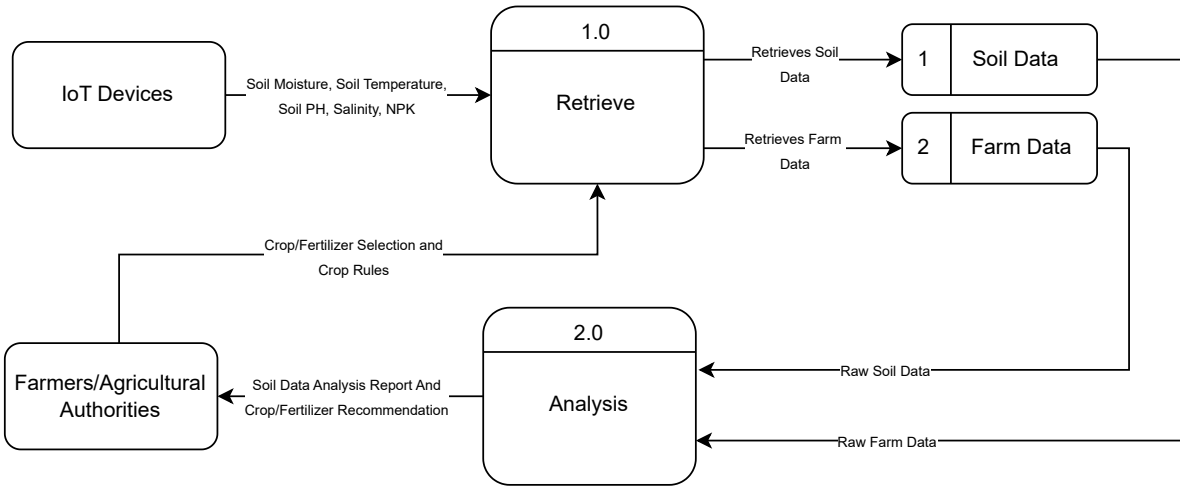 1.0
Retrieve
IoT Devices
Soil Moisture, Soil Temperature,
Soil PH, Salinity, NPK
Retrieves Soil
Data
1
Soil Data
Retrieves Farm
Data
2
Farm Data
Crop/Fertilizer Selection and
Crop Rules
2.0
Analysis
Farmers/Agricultural
Authorities
Soil Data Analysis Report And
Crop/Fertilizer Recommendation
Raw Soil Data
Raw Farm Data